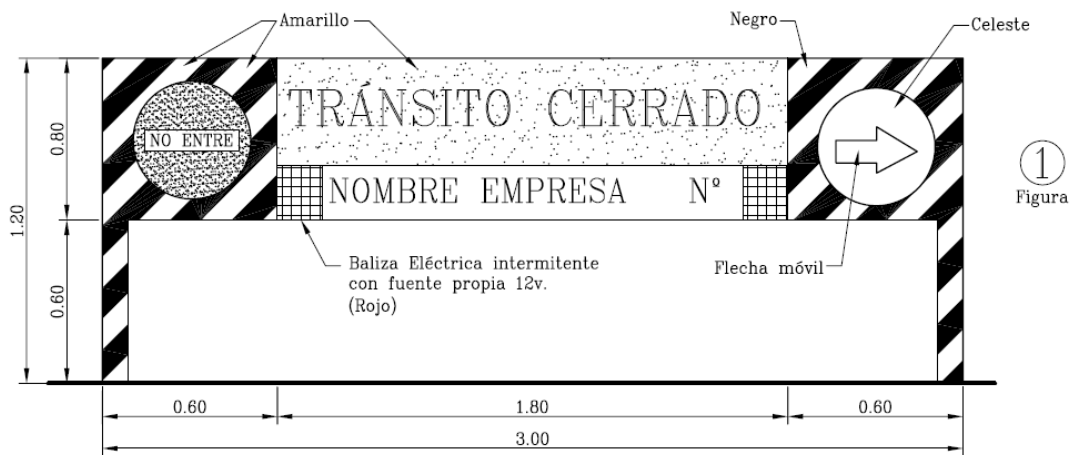 Amarillo
Negro
Celeste
TRÁNSITO CERRADO
NO ENTRE
NOMBRE EMPRESA Nº
1
Figura
0.80
1.20
0.60
Baliza Eléctrica intermitente
con fuente propia 12v.
(Rojo)
Flecha móvil
0.60
1.80
0.60
3.00